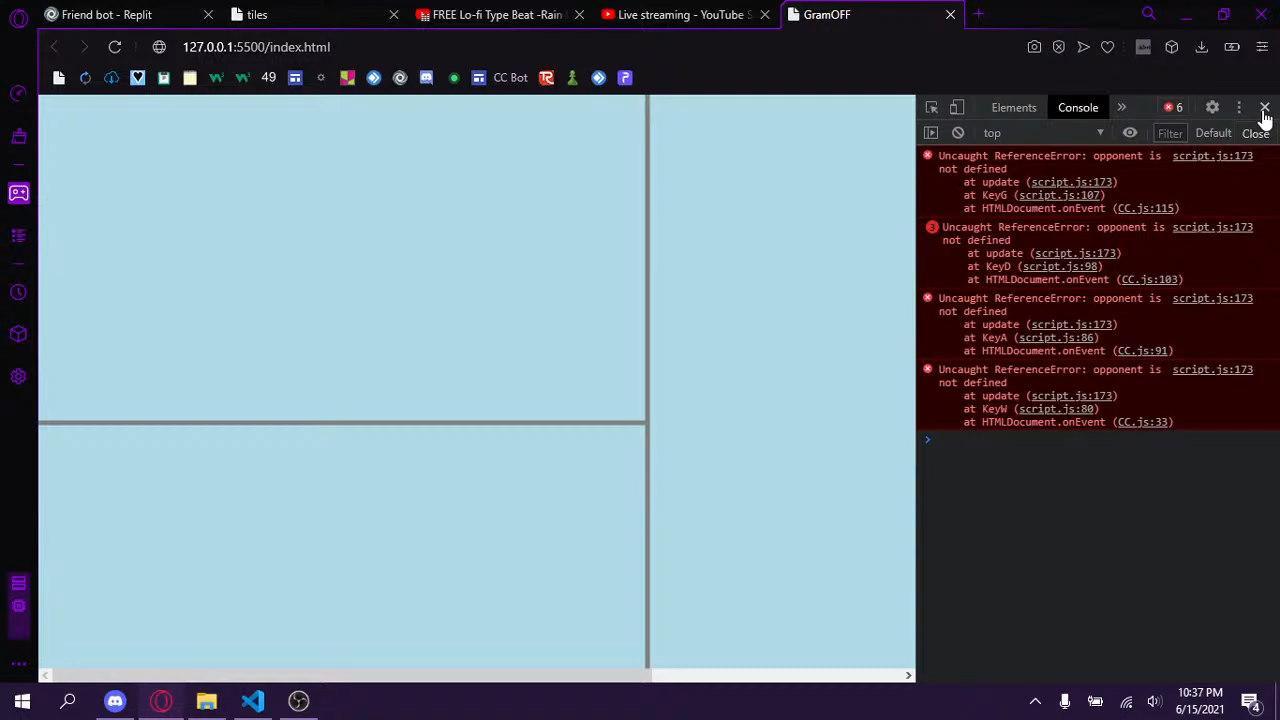 Friend bot - Replit
tiles
FREE Lo-fi Type Beat -Rain
Live streaming - YouTube S
GramOFF
127.0.0.1:5500/index.html
49
CC Bot
Elements
Console
6
top
Filter
Default
Close
Uncaught ReferenceError: opponent is script.js:173
not defined
at update (script.js:173)
at KeyG (script.js:107)
at HTMLDocument.onEvent (CC.js:115)
3 Uncaught ReferenceError: opponent is script.js:173
not defined
at update (script.js:173)
at KeyD (script.js:98)
at HTMLDocument.onEvent (CC.js:103)
Uncaught ReferenceError: opponent is script.js:173
not defined
at update (script.js:173)
at KeyA (script.js:86)
at HTMLDocument.onEvent (CC.js:91)
Uncaught ReferenceError: opponent is script.js:173
not defined
at update (script.js:173)
at KeyW (script.js:80)
at HTMLDocument.onEvent (CC.js:33)
10:37 PM
6/15/2021
4